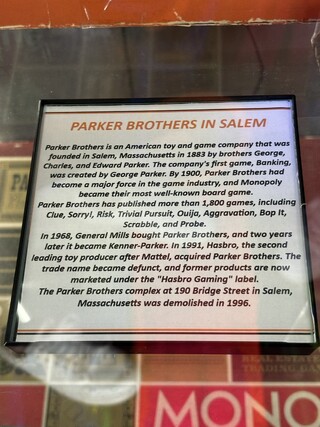 PARKER BROTHERS IN SALEM
Parker Brothers is an American toy and game company that was
founded in Salem, Massachusetts in 1883 by brothers George,
Charles, and Edward Parker. The company's first game, Banking,
was created by George Parker. By 1900, Parker Brothers had
become a major force in the game industry, and Monopoly
became their most well-known board game.
Parker Brothers has published more than 1,800 games, including
Clue, Sorry!, Risk, Trivial Pursuit, Ouija, Aggravation, Bop It,
Scrabble, and Probe.
In 1968, General Mills bought Parker Brothers, and two years
later it became Kenner-Parker. In 1991, Hasbro, the second
leading toy producer after Mattel, acquired Parker Brothers. The
trade name became defunct, and former products are now
marketed under the "Hasbro Gaming" label.
The Parker Brothers complex at 190 Bridge Street in Salem,
Massachusetts was demolished in 1996.
REAL ESTATE
TRADING GAME
MONO